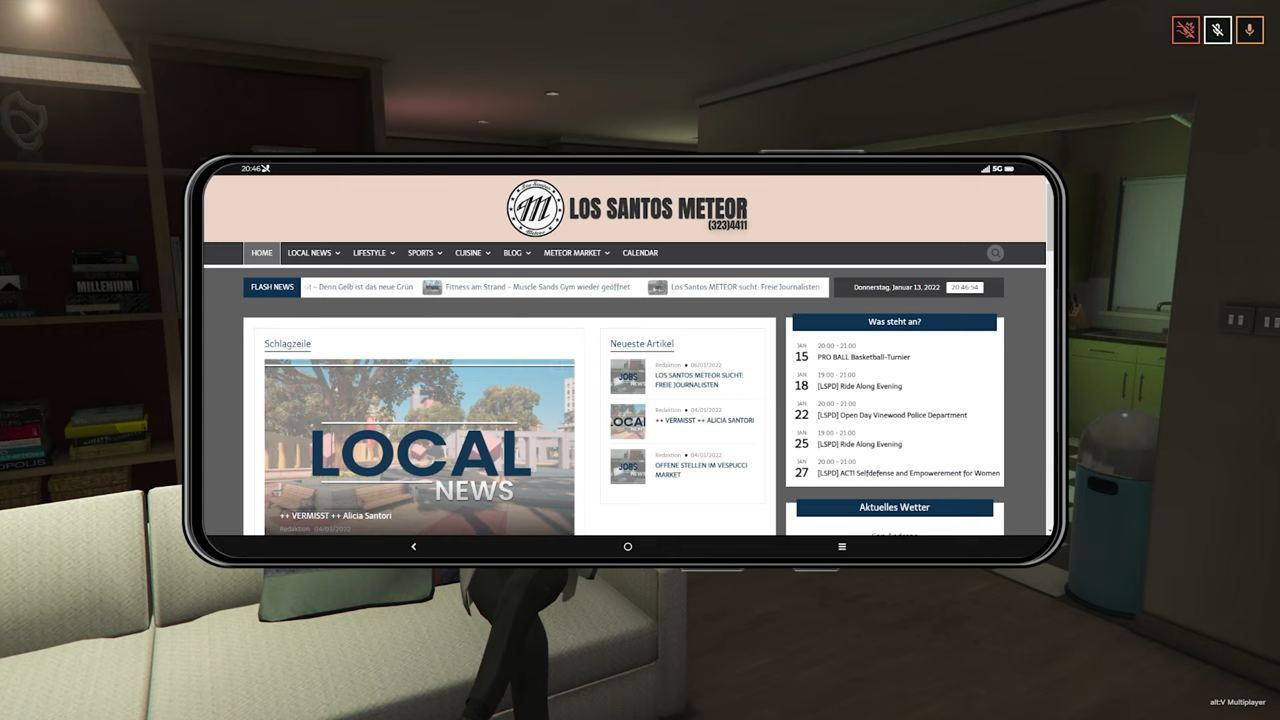 20:46
5G
M
LOS SANTOS METEOR
(323)4411
HOME
LOCAL NEWS
LIFESTYLE
SPORTS
CUISINE
BLOG
METEOR MARKET
CALENDAR
FLASH NEWS
– Denn Gelb ist das neue Grün
Fitness am Strand – Muscle Sands Gym wieder geöffnet
Los Santos METEOR sucht: Freie Journalisten
Donnerstag, Januar 13, 2022
20:46:54
Schlagzeile
LOCAL
NEWS
++ VERMISST ++ Alicia Santori
Redaktion 04/01/2022
Neueste Artikel
JOBS
Redaktion • 06/01/2022
LOS SANTOS METEOR SUCHT:
FREIE JOURNALISTEN
Redaktion • 04/01/2022
++ VERMISST ++ ALICIA SANTORI
JOBS
Redaktion • 04/01/2022
OFFENE STELLEN IM VESPUCCI
MARKET
Was steht an?
JAN 20:00 - 21:00
15 PRO BALL Basketball-Turnier
JAN 19:00 - 21:00
18 [LSPD] Ride Along Evening
JAN 20:00 - 21:00
22 [LSPD] Open Day Vinewood Police Department
JAN 19:00 - 21:00
25 [LSPD] Ride Along Evening
JAN 20:00 - 21:00
27 [LSPD] ACT! Selfdefense and Empowerement for Women
Aktuelles Wetter
MILLENIUM
alt:V Multiplayer